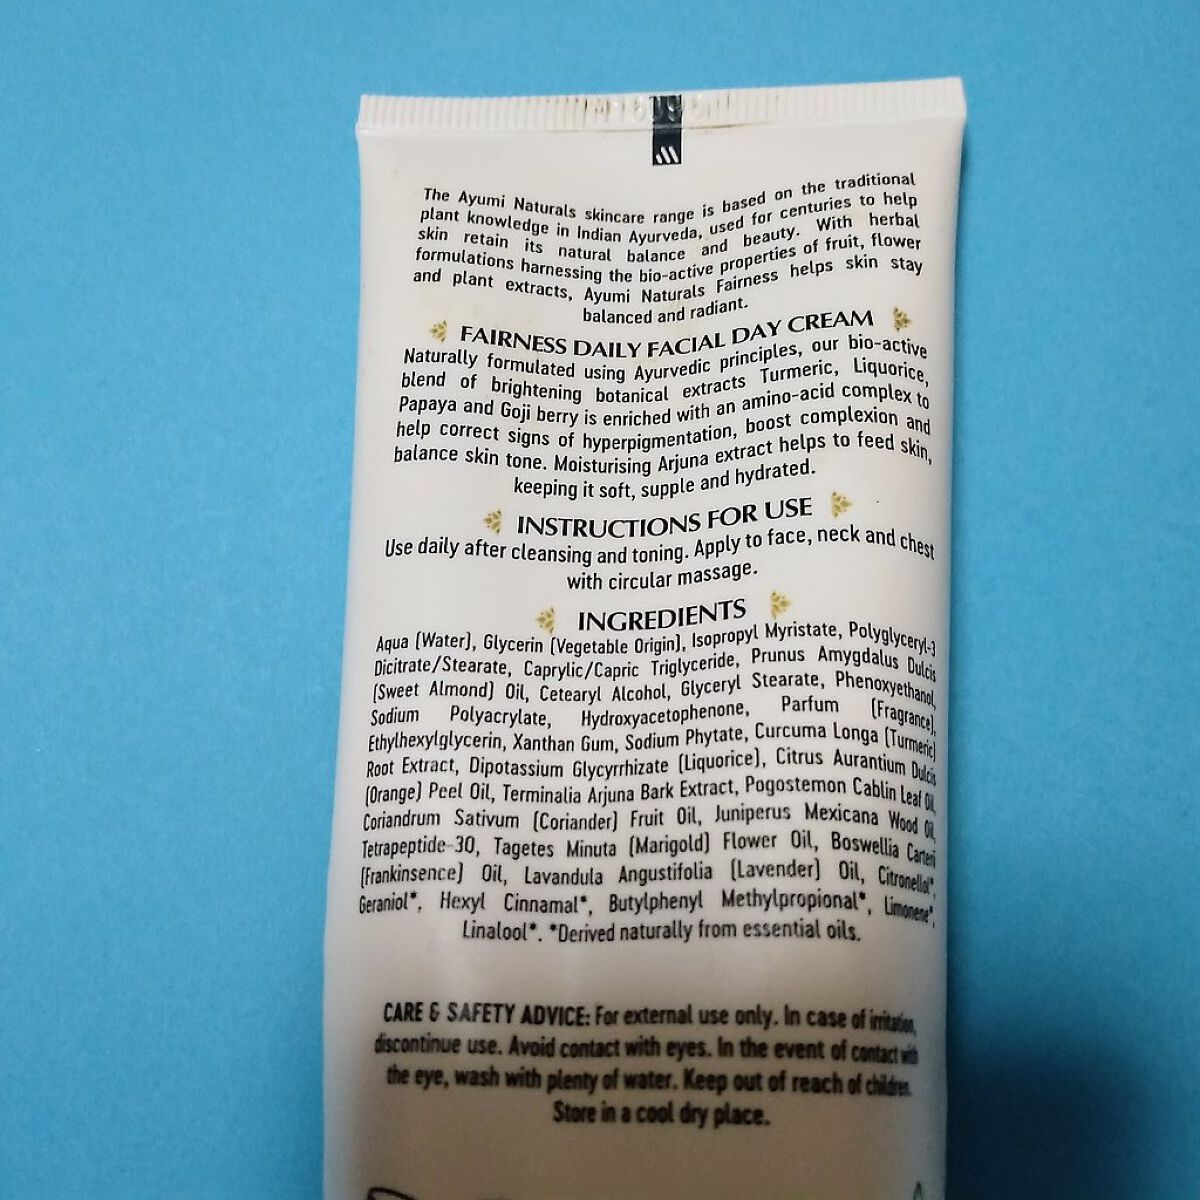 The Ayumi Naturals skincare range is based on the traditional
plant knowledge in Indian Ayurveda, used for centuries to help
skin retain its natural balance and beauty. With herbal
formulations harnessing the bio-active properties of fruit, flower
and plant extracts, Ayumi Naturals Fairness helps skin stay
balanced and radiant.
FAIRNESS DAILY FACIAL DAY CREAM
Naturally formulated using Ayurvedic principles, our bio-active
blend of brightening botanical extracts Turmeric, Liquorice,
Papaya and Goji berry is enriched with an amino-acid complex to
help correct signs of hyperpigmentation, boost complexion and
balance skin tone. Moisturising Arjuna extract helps to feed skin,
keeping it soft, supple and hydrated.
INSTRUCTIONS FOR USE
Use daily after cleansing and toning. Apply to face, neck and chest
with circular massage.
INGREDIENTS
Aqua (Water), Glycerin (Vegetable Origin), Isopropyl Myristate, Polyglyceryl-3
Dicitrate/Stearate, Caprylic/Capric Triglyceride, Prunus Amygdalus Dulcis
(Sweet Almond) Oil, Cetearyl Alcohol, Glyceryl Stearate, Phenoxyethanol,
Sodium Polyacrylate, Hydroxyacetophenone, Parfum (Fragrance),
Ethylhexylglycerin, Xanthan Gum, Sodium Phytate, Curcuma Longa (Turmeric)
Root Extract, Dipotassium Glycyrrhizate (Liquorice), Citrus Aurantium Dulcis
(Orange) Peel Oil, Terminalia Arjuna Bark Extract, Pogostemon Cablin Leaf Oil,
Coriandrum Sativum (Coriander) Fruit Oil, Juniperus Mexicana Wood Oil,
Tetrapeptide-30, Tagetes Minuta (Marigold) Flower Oil, Boswellia Carterii
(Frankinsence) Oil, Lavandula Angustifolia (Lavender) Oil, Citronellol*,
Geraniol*, Hexyl Cinnamal*, Butylphenyl Methylpropional*, Limonene*,
Linalool*. *Derived naturally from essential oils.
CARE & SAFETY ADVICE: For external use only. In case of irritation,
discontinue use. Avoid contact with eyes. In the event of contact with
the eye, wash with plenty of water. Keep out of reach of children.
Store in a cool dry place.